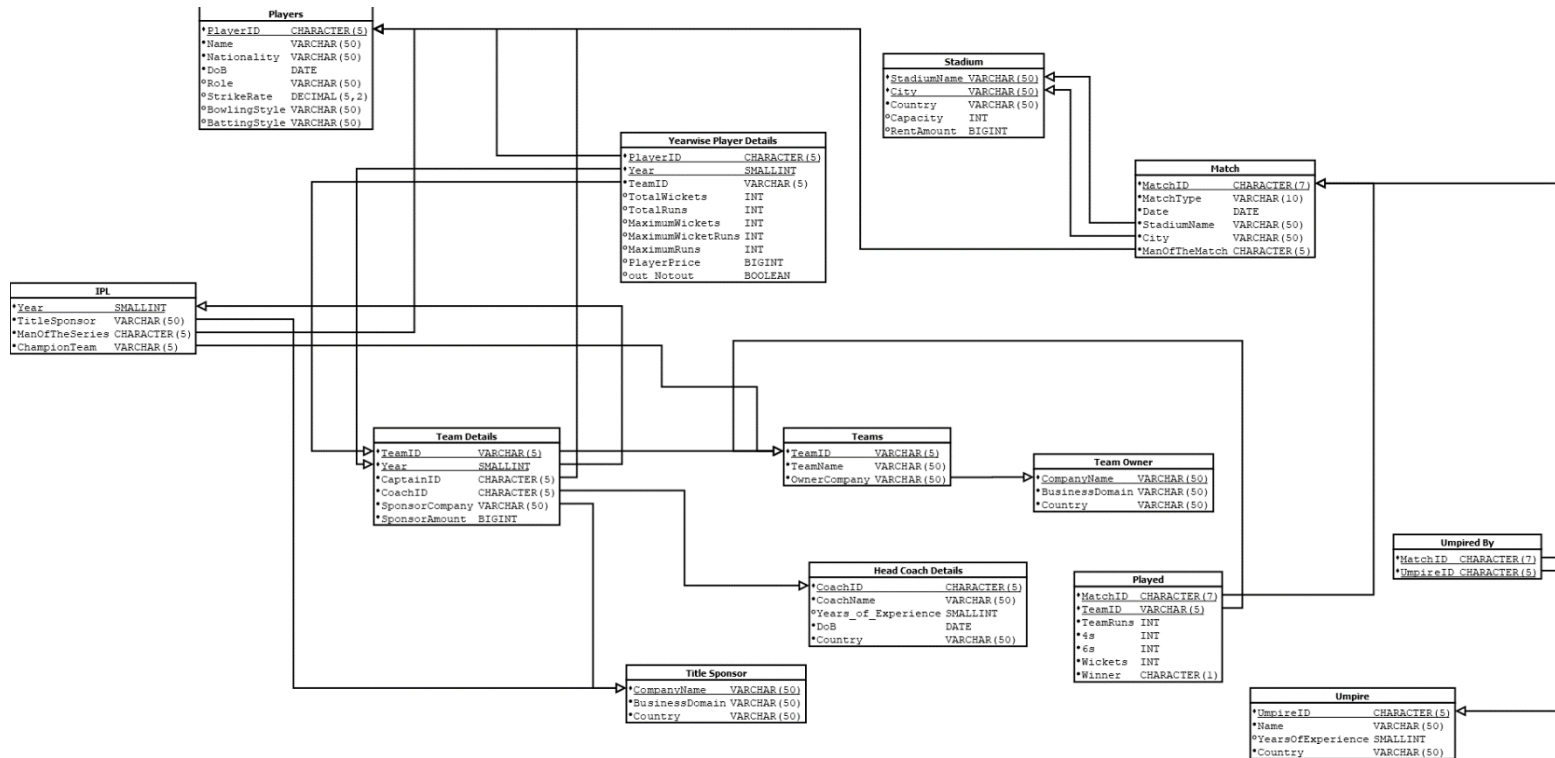 Players
PlayerID CHARACTER(5)
Name VARCHAR(50)
Nationality VARCHAR(50)
DoB DATE
Role VARCHAR(50)
StrikeRate DECIMAL(5,2)
BowlingStyle VARCHAR(50)
BattingStyle VARCHAR(50)
Stadium
StadiumName VARCHAR(50)
City VARCHAR(50)
Country VARCHAR(50)
Capacity INT
RentAmount BIGINT
Yearwise Player Details
PlayerID CHARACTER(5)
Year SMALLINT
TeamID VARCHAR(5)
TotalWickets INT
TotalRuns INT
MaximumWickets INT
MaximumWicketRuns INT
MaximumRuns INT
PlayerPrice BIGINT
out Notout BOOLEAN
Match
MatchID CHARACTER(7)
MatchType VARCHAR(10)
Date DATE
StadiumName VARCHAR(50)
City VARCHAR(50)
ManOfTheMatch CHARACTER(5)
IPL
Year SMALLINT
TitleSponsor VARCHAR(50)
ManOfTheSeries CHARACTER(5)
ChampionTeam VARCHAR(5)
Team Details
TeamID VARCHAR(5)
Year SMALLINT
CaptainID CHARACTER(5)
CoachID CHARACTER(5)
SponsorCompany VARCHAR(50)
SponsorAmount BIGINT
Teams
TeamID VARCHAR(5)
TeamName VARCHAR(50)
OwnerCompany VARCHAR(50)
Team Owner
CompanyName VARCHAR(50)
BusinessDomain VARCHAR(50)
Country VARCHAR(50)
Head Coach Details
CoachID CHARACTER(5)
CoachName VARCHAR(50)
Years_of_Experience SMALLINT
DoB DATE
Country VARCHAR(50)
Played
MatchID CHARACTER(7)
TeamID VARCHAR(5)
TeamRuns INT
4s INT
6s INT
Wickets INT
Winner CHARACTER(1)
Umpired By
MatchID CHARACTER(7)
UmpireID CHARACTER(5)
Title Sponsor
CompanyName VARCHAR(50)
BusinessDomain VARCHAR(50)
Country VARCHAR(50)
Umpire
UmpireID CHARACTER(5)
Name VARCHAR(50)
YearsOfExperience SMALLINT
Country VARCHAR(50)